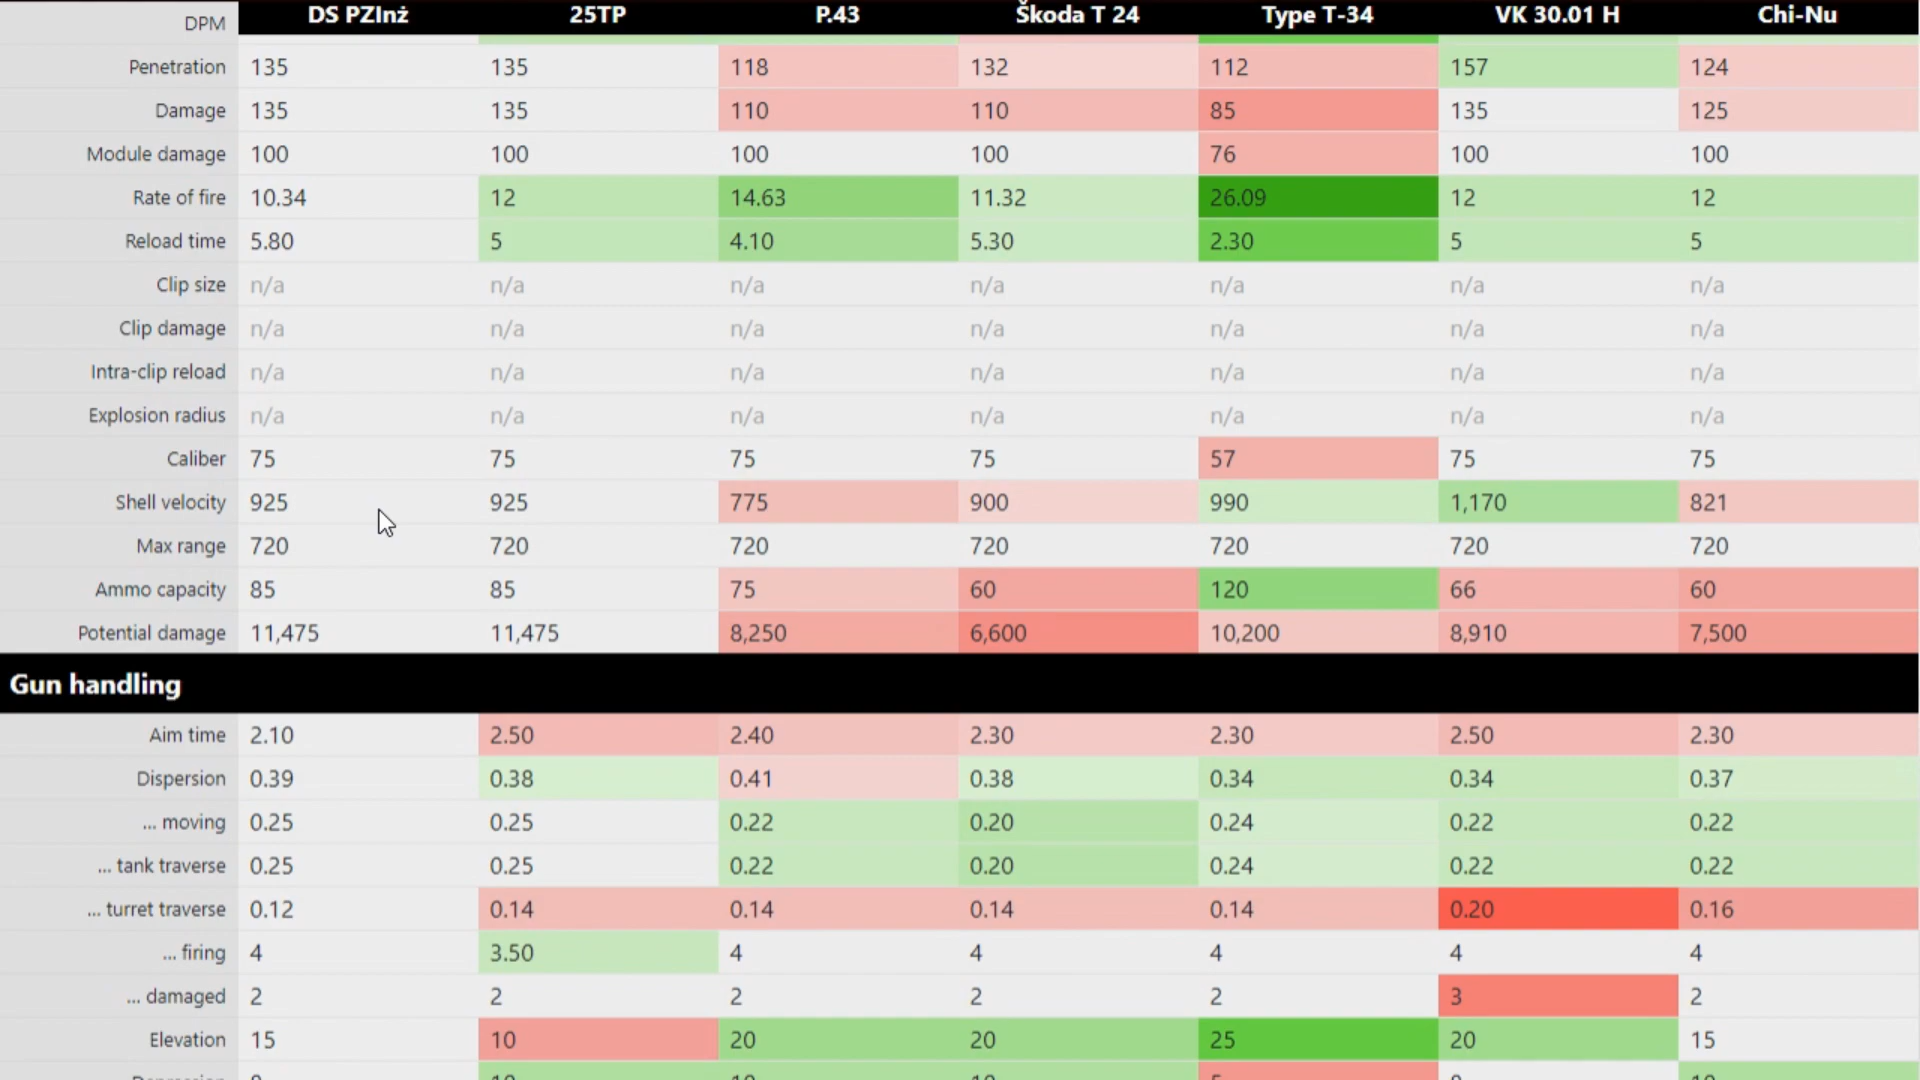 DPM DS PZInż 25TP P.43 Škoda T 24 Type T-34 VK 30.01 H Chi-Nu
Penetration 135 135 118 132 112 157 124
Damage 135 135 110 110 85 135 125
Module damage 100 100 100 100 76 100 100
Rate of fire 10.34 12 14.63 11.32 26.09 12 12
Reload time 5.80 5 4.10 5.30 2.30 5 5
Clip size n/a n/a n/a n/a n/a n/a n/a
Clip damage n/a n/a n/a n/a n/a n/a n/a
Intra-clip reload n/a n/a n/a n/a n/a n/a n/a
Explosion radius n/a n/a n/a n/a n/a n/a n/a
Caliber 75 75 75 75 57 75 75
Shell velocity 925 925 775 900 990 1,170 821
Max range 720 720 720 720 720 720 720
Ammo capacity 85 85 75 60 120 66 60
Potential damage 11,475 11,475 8,250 6,600 10,200 8,910 7,500
Gun handling
Aim time 2.10 2.50 2.40 2.30 2.30 2.50 2.30
Dispersion 0.39 0.38 0.41 0.38 0.34 0.34 0.37
... moving 0.25 0.25 0.22 0.20 0.24 0.22 0.22
... tank traverse 0.25 0.25 0.22 0.20 0.24 0.22 0.22
... turret traverse 0.12 0.14 0.14 0.14 0.14 0.20 0.16
... firing 4 3.50 4 4 4 4 4
... damaged 2 2 2 2 2 3 2
Elevation 15 10 20 20 25 20 15